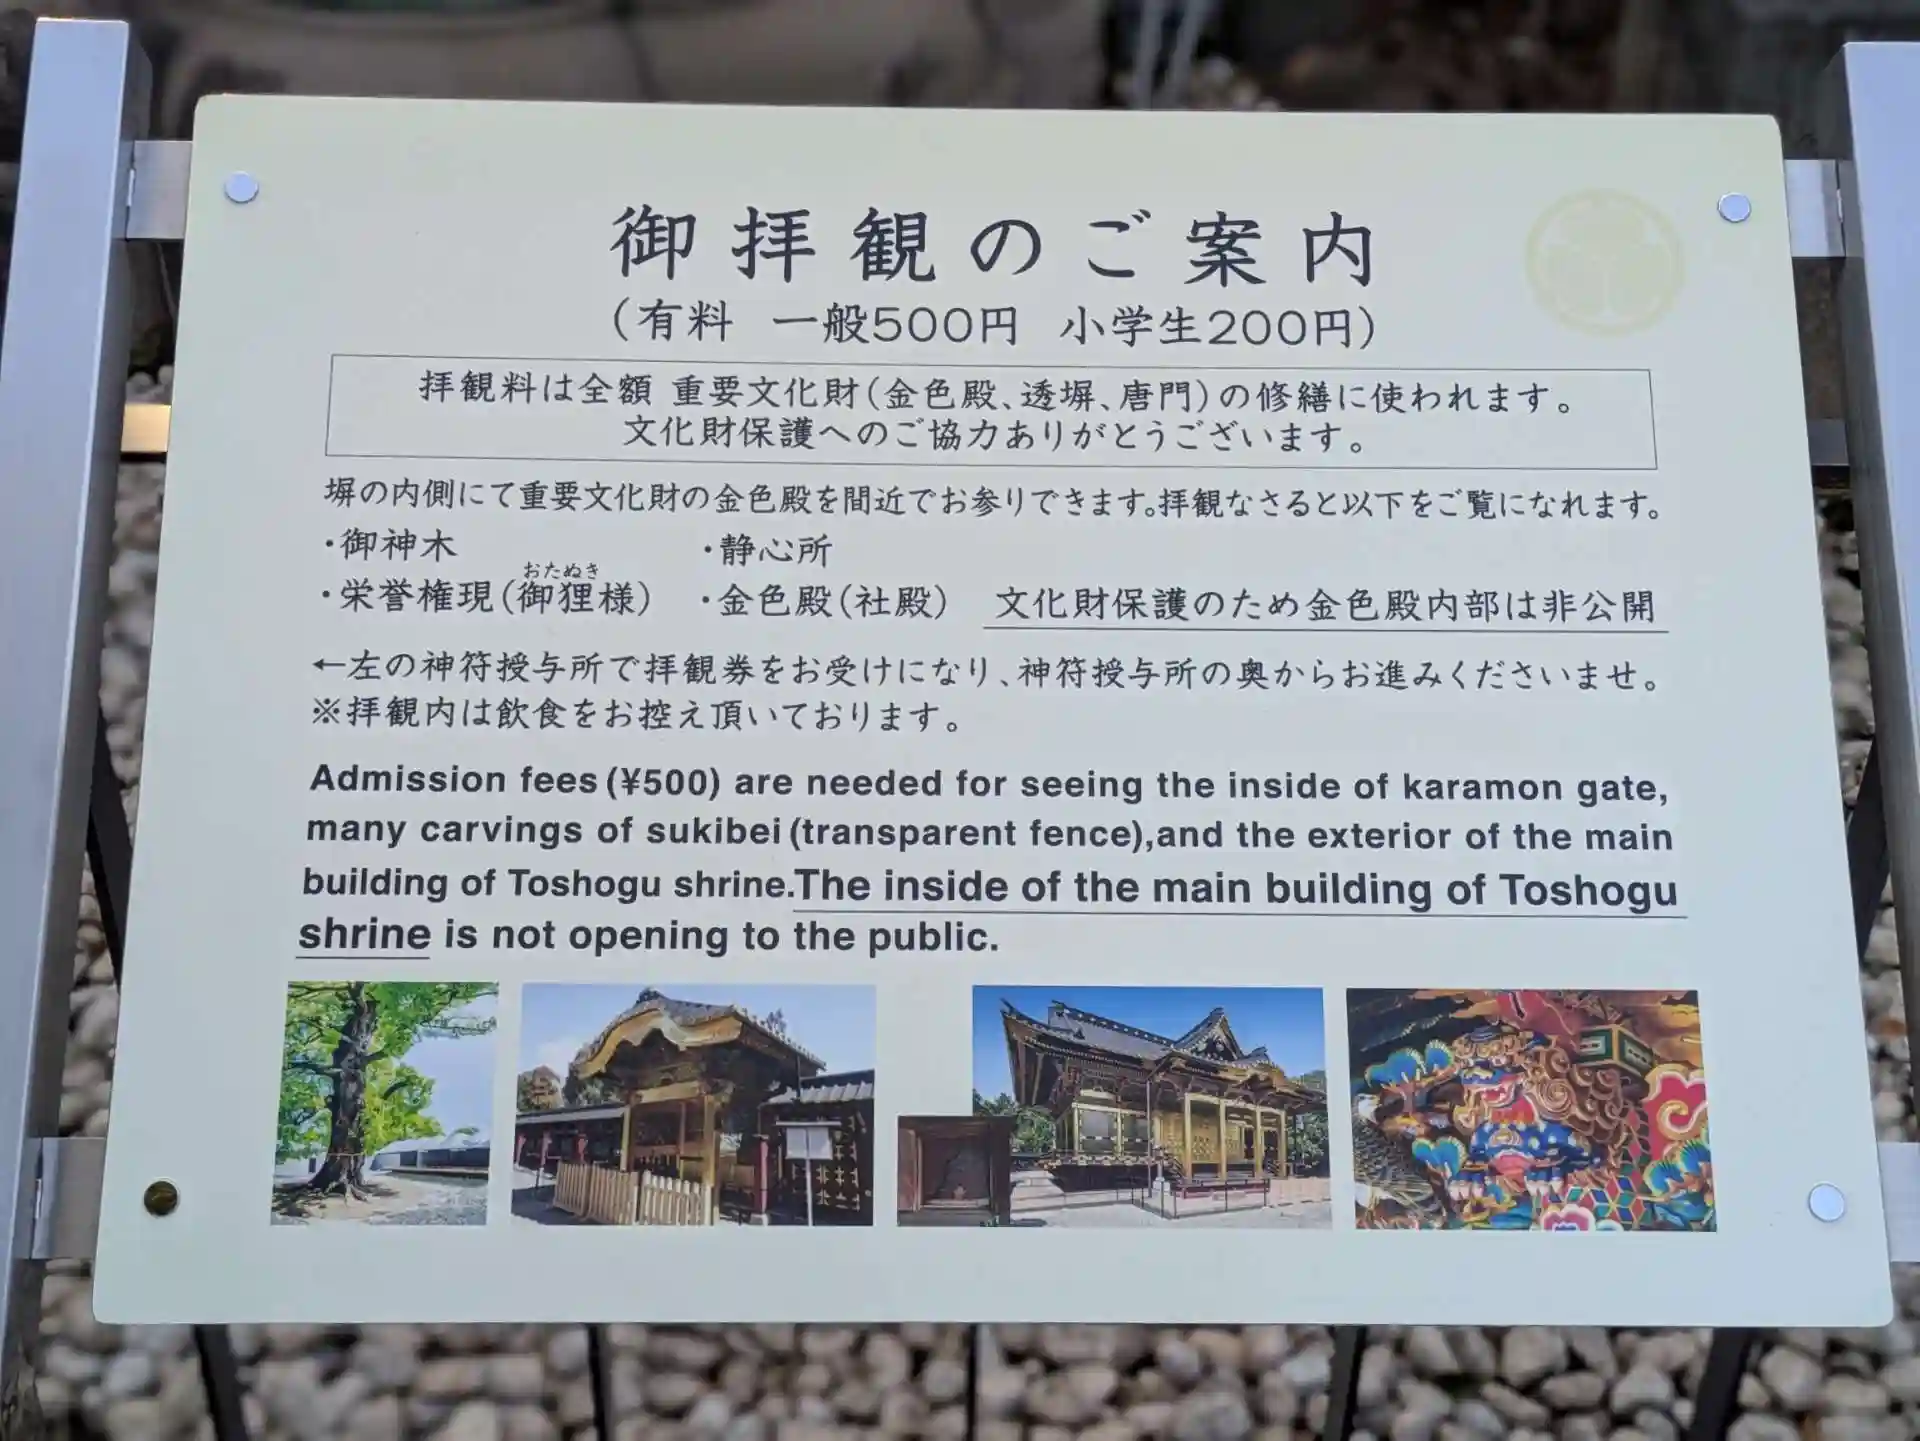 御拝観のご案内
（有料　一般500円　小学生200円）
拝観料は全額 重要文化財（金色殿、透塀、唐門）の修繕に使われます。
文化財保護へのご協力ありがとうございます。
塀の内側にて重要文化財の金色殿を間近でお参りできます。拝観なさると以下をご覧になれます。
・御神木　・静心所
おたぬき
・栄誉権現（御狸様）　・金色殿（社殿）　文化財保護のため金色殿内部は非公開
←左の神符授与所で拝観券をお受けになり、神符授与所の奥からお進みくださいませ。
※拝観内は飲食をお控え頂いております。
Admission fees (¥500) are needed for seeing the inside of karamon gate,
many carvings of sukibei (transparent fence),and the exterior of the main
building of Toshogu shrine.The inside of the main building of Toshogu
shrine is not opening to the public.